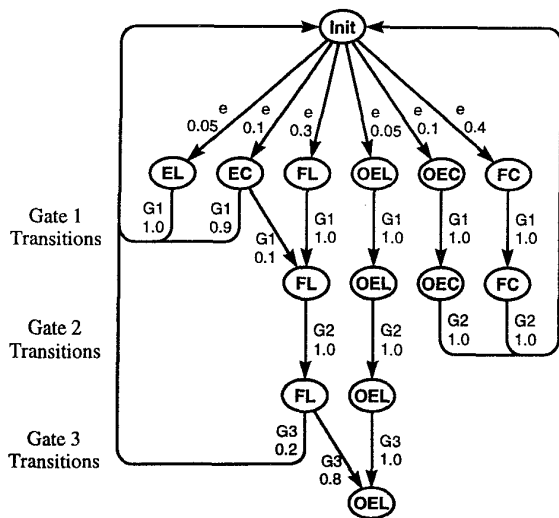 Init
e e e e e e
0.05 0.1 0.3 0.05 0.1 0.4
EL EC FL OEL OEC FC
Gate 1
Transitions
G1 G1 G1 G1 G1 G1
1.0 0.9 1.0 1.0 1.0 1.0
G1
0.1
FL OEL OEC FC
Gate 2
Transitions
G2 G2 G2 G2
1.0 1.0 1.0 1.0
FL OEL
Gate 3
Transitions
G3 G3 G3
0.2 0.8 1.0
OEL